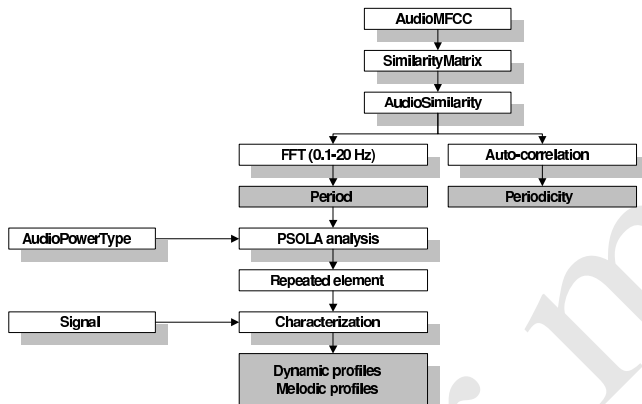 AudioMFCC
SimilarityMatrix
AudioSimilarity
FFT (0.1-20 Hz)
Auto-correlation
Period
Periodicity
AudioPowerType
PSOLA analysis
Repeated element
Signal
Characterization
Dynamic profiles
Melodic profiles